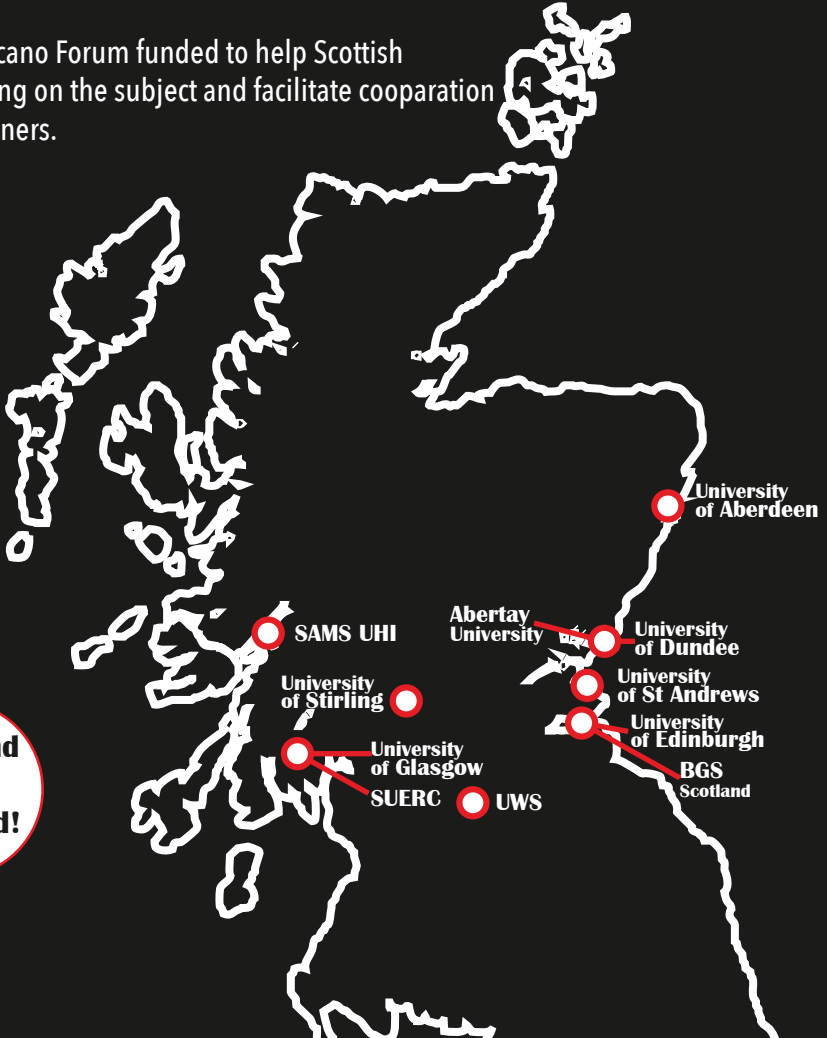 cano Forum funded to help Scottish
ng on the subject and facilitate cooparation
ners.
University
of Aberdeen
Abertay
University
University
of Dundee
SAMS UHI
University
of St Andrews
University
of Stirling
University
of Edinburgh
University
of Glasgow
BGS
Scotland
SUERC
UWS
d
d!